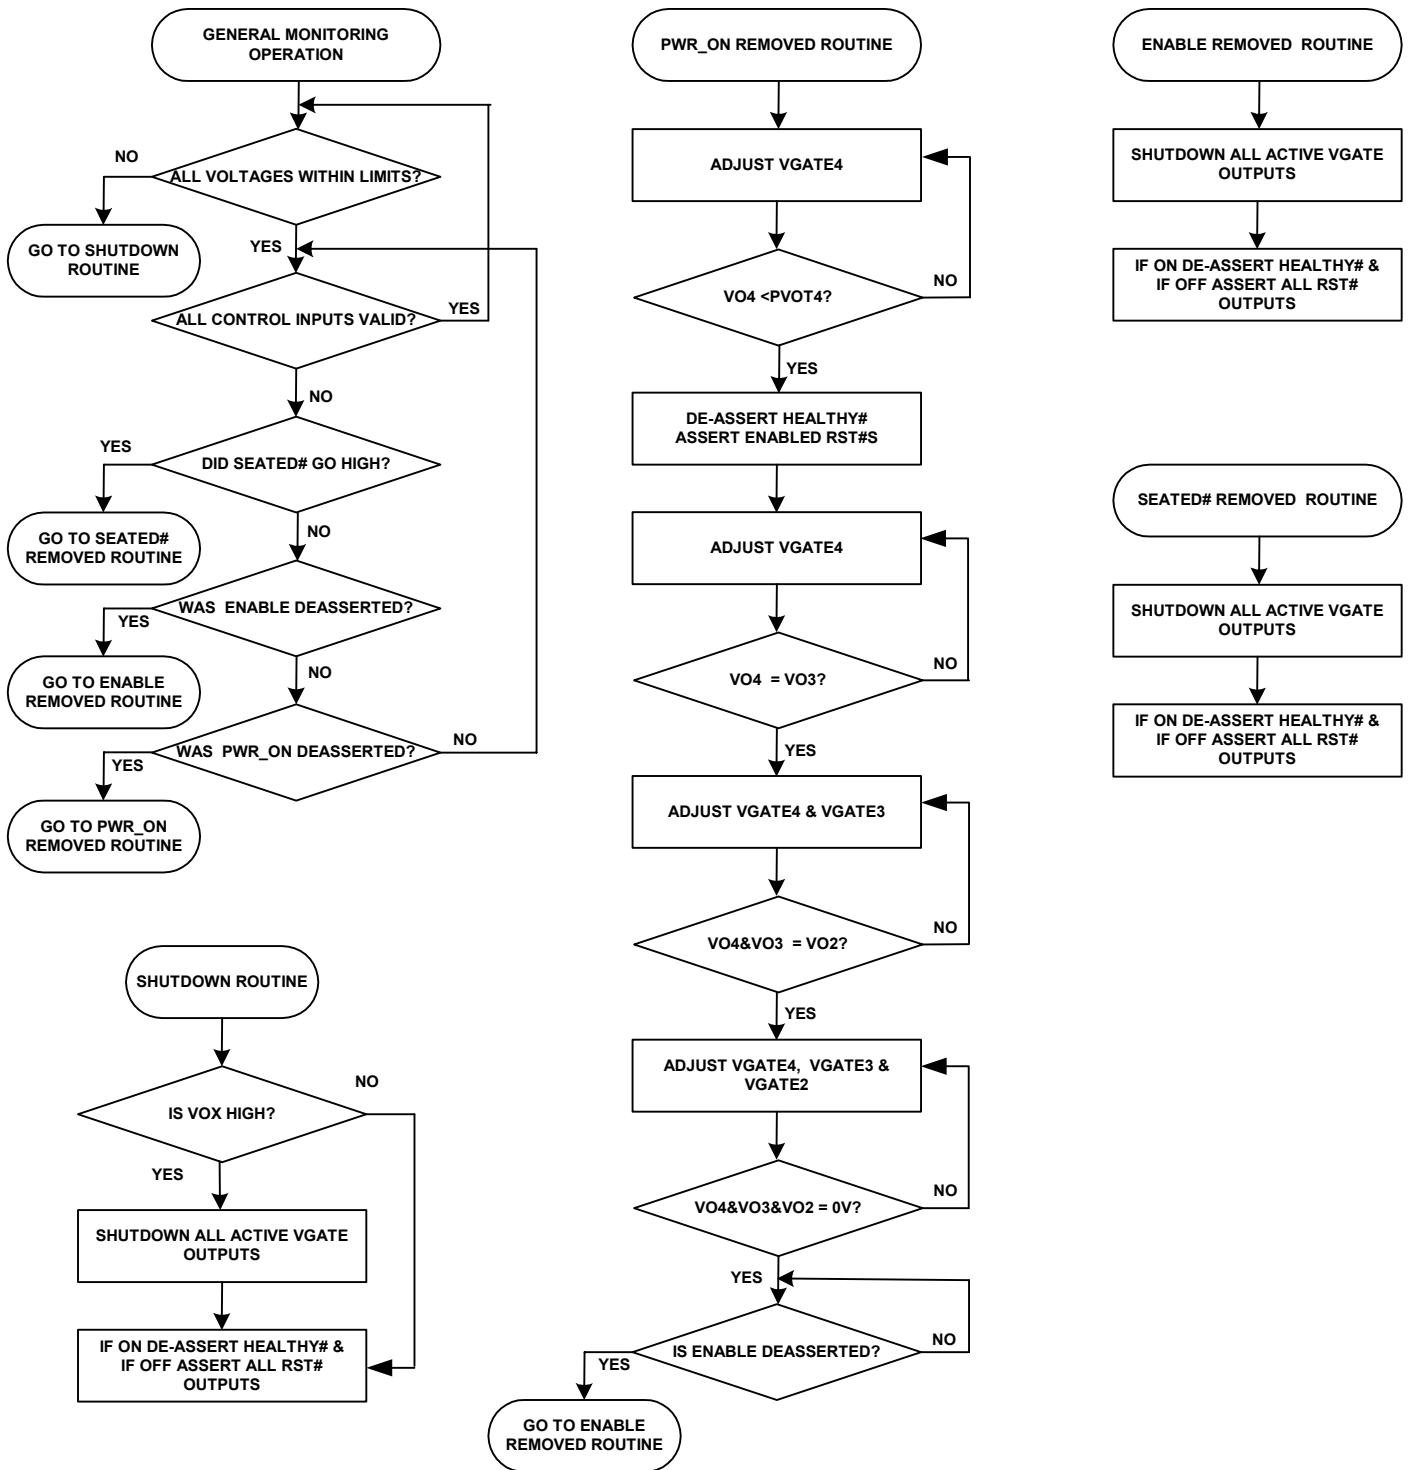 GENERAL MONITORING
OPERATION
NO
ALL VOLTAGES WITHIN LIMITS?
GO TO SHUTDOWN
ROUTINE
YES
ALL CONTROL INPUTS VALID?
YES
NO
YES
DID SEATED# GO HIGH?
GO TO SEATED#
REMOVED ROUTINE
NO
WAS ENABLE DEASSERTED?
YES
GO TO ENABLE
REMOVED ROUTINE
NO
WAS PWR_ON DEASSERTED?
NO
YES
GO TO PWR_ON
REMOVED ROUTINE
SHUTDOWN ROUTINE
NO
IS VOX HIGH?
YES
SHUTDOWN ALL ACTIVE VGATE
OUTPUTS
IF ON DE-ASSERT HEALTHY# &
IF OFF ASSERT ALL RST#
OUTPUTS
PWR_ON REMOVED ROUTINE
ADJUST VGATE4
VO4 <PVOT4?
NO
YES
DE-ASSERT HEALTHY#
ASSERT ENABLED RST#S
ADJUST VGATE4
VO4 = VO3?
NO
YES
ADJUST VGATE4 & VGATE3
VO4&VO3 = VO2?
NO
YES
ADJUST VGATE4, VGATE3 &
VGATE2
VO4&VO3&VO2 = 0V?
NO
YES
IS ENABLE DEASSERTED?
NO
YES
GO TO ENABLE
REMOVED ROUTINE
ENABLE REMOVED ROUTINE
SHUTDOWN ALL ACTIVE VGATE
OUTPUTS
IF ON DE-ASSERT HEALTHY# &
IF OFF ASSERT ALL RST#
OUTPUTS
SEATED# REMOVED ROUTINE
SHUTDOWN ALL ACTIVE VGATE
OUTPUTS
IF ON DE-ASSERT HEALTHY# &
IF OFF ASSERT ALL RST#
OUTPUTS